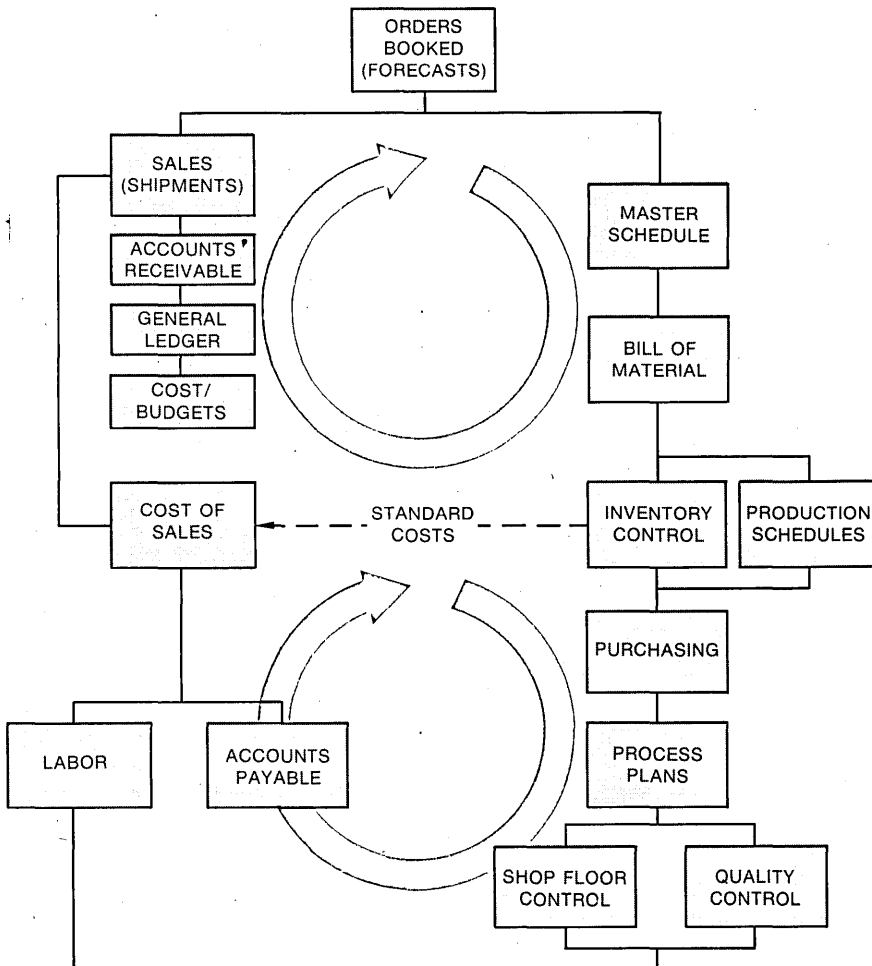 ORDERS
BOOKED
(FORECASTS)
SALES
(SHIPMENTS)
ACCOUNTS
RECEIVABLE
GENERAL
LEDGER
COST/
BUDGETS
MASTER
SCHEDULE
BILL OF
MATERIAL
COST OF
SALES
STANDARD
COSTS
INVENTORY
CONTROL
PRODUCTION
SCHEDULES
PURCHASING
LABOR
ACCOUNTS
PAYABLE
PROCESS
PLANS
SHOP FLOOR
CONTROL
QUALITY
CONTROL